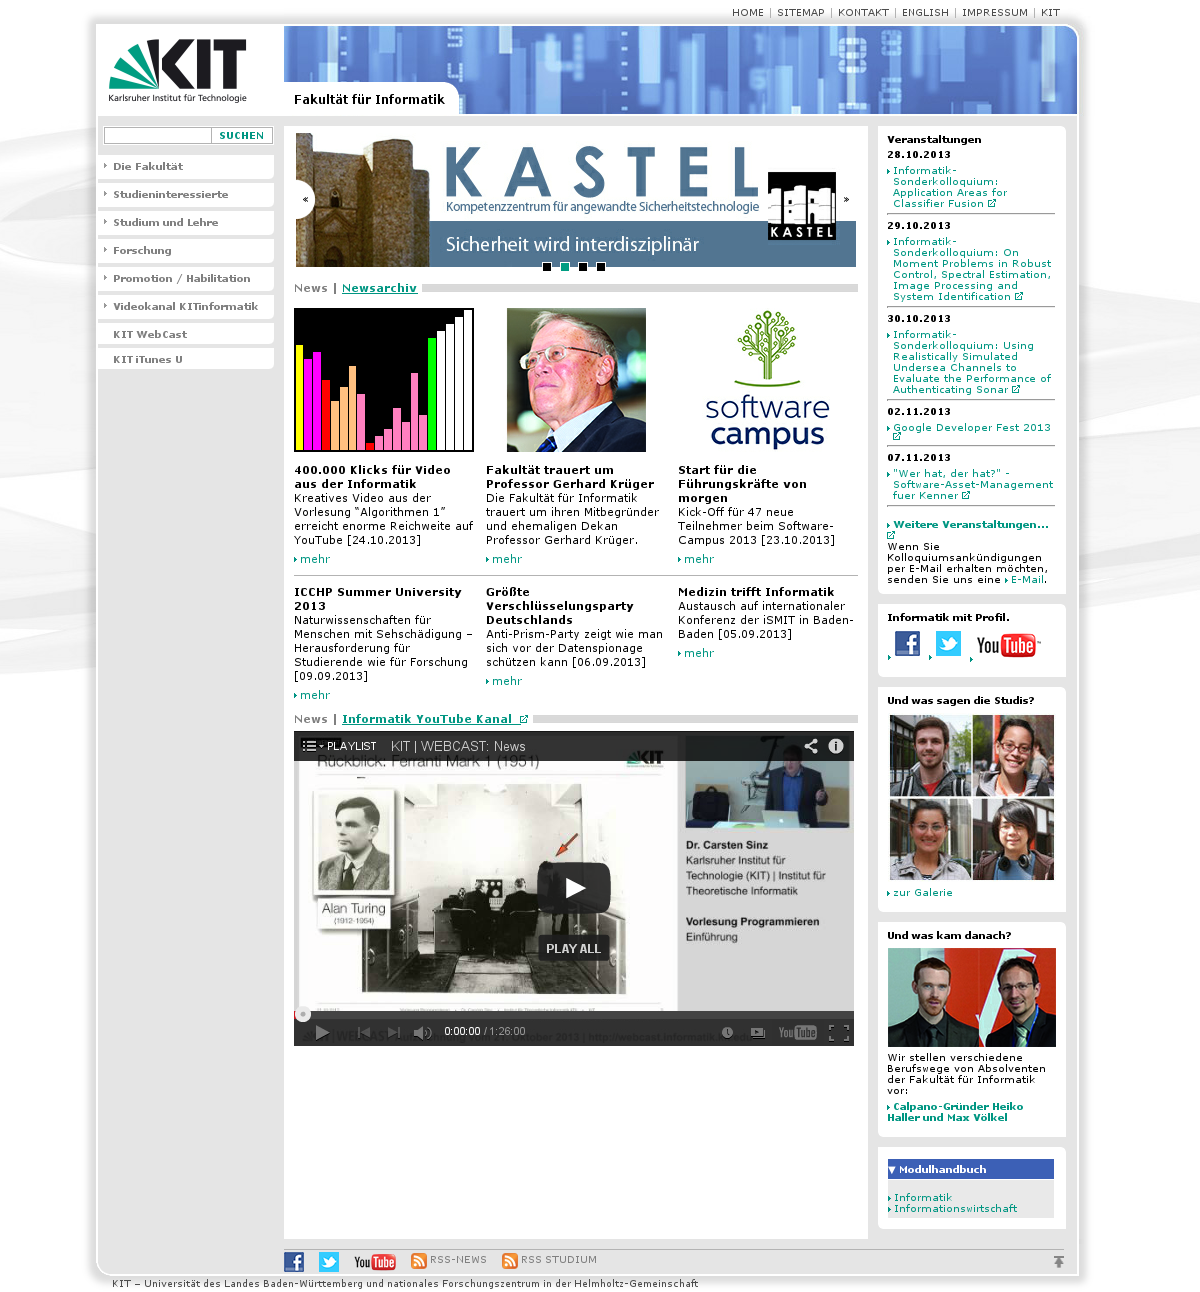 HOME | SITEMAP | KONTAKT | ENGLISH | IMPRESSUM | KIT
KIT
Karlsruher Institut für Technologie
Fakultät für Informatik
SUCHEN
Die Fakultät
Studieninteressierte
Studium und Lehre
Forschung
Promotion / Habilitation
Videokanal KITinformatik
KIT WebCast
KIT iTunes U
KASTEL
Kompetenzzentrum für angewandte Sicherheitstechnologie
Sicherheit wird interdisziplinär
KASTEL
«
»
News | Newsarchiv
software
campus
400.000 Klicks für Video
aus der Informatik
Kreatives Video aus der
Vorlesung “Algorithmen 1”
erreicht enorme Reichweite auf
YouTube [24.10.2013]
mehr
Fakultät trauert um
Professor Gerhard Krüger
Die Fakultät für Informatik
trauert um ihren Mitbegründer
und ehemaligen Dekan
Professor Gerhard Krüger.
mehr
Start für die
Führungskräfte von
morgen
Kick-Off für 47 neue
Teilnehmer beim Software-
Campus 2013 [23.10.2013]
mehr
ICCHP Summer University
2013
Naturwissenschaften für
Menschen mit Sehschädigung –
Herausforderung für
Studierende wie für Forschung
[09.09.2013]
mehr
Größte
Verschlüsselungsparty
Deutschlands
Anti-Prism-Party zeigt wie man
sich vor der Datenspionage
schützen kann [06.09.2013]
mehr
Medizin trifft Informatik
Austausch auf internationaler
Konferenz der iSMIT in Baden-
Baden [05.09.2013]
mehr
News | Informatik YouTube Kanal
PLAYLIST KIT | WEBCAST: News
Rückblick: Ferranti Mark 1 (1951)
KIT
Alan Turing
(1912-1954)
Dr. Carsten Sinz
Karlsruher Institut für
Technologie (KIT) | Institut für
Theoretische Informatik
Vorlesung Programmieren
Einführung
PLAY ALL
0:00:00 / 1:26:00
YouTube
Veranstaltungen
28.10.2013
Informatik-
Sonderkolloquium:
Application Areas for
Classifier Fusion
29.10.2013
Informatik-
Sonderkolloquium: On
Moment Problems in Robust
Control, Spectral Estimation,
Image Processing and
System Identification
30.10.2013
Informatik-
Sonderkolloquium: Using
Realistically Simulated
Undersea Channels to
Evaluate the Performance of
Authenticating Sonar
02.11.2013
Google Developer Fest 2013
07.11.2013
"Wer hat, der hat?" -
Software-Asset-Management
fuer Kenner
Weitere Veranstaltungen...
Wenn Sie
Kolloquiumsankündigungen
per E-Mail erhalten möchten,
senden Sie uns eine E-Mail.
Informatik mit Profil.
YouTube
Und was sagen die Studis?
zur Galerie
Und was kam danach?
Wir stellen verschiedene
Berufswege von Absolventen
der Fakultät für Informatik
vor:
Calpano-Gründer Heiko
Haller und Max Völkel
Modulhandbuch
Informatik
Informationswirtschaft
YouTube RSS-NEWS RSS STUDIUM
KIT – Universität des Landes Baden-Württemberg und nationales Forschungszentrum in der Helmholtz-Gemeinschaft